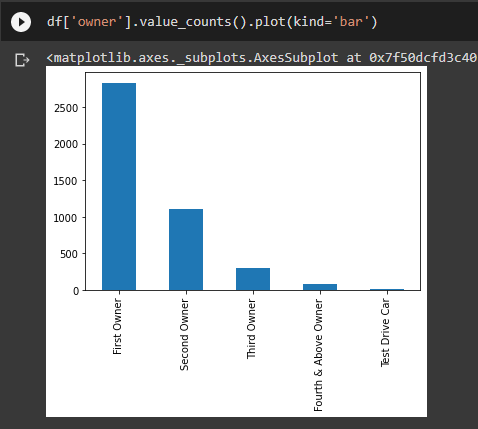 df['owner'].value_counts().plot(kind='bar')
<matplotlib.axes._subplots.AxesSubplot at 0x7f50dcfd3c40
2500
2000
1500
1000
500
0
First Owner
Second Owner
Third Owner
Fourth & Above Owner
Test Drive Car